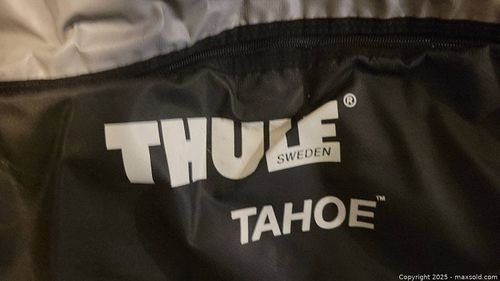 THULE®
SWEDEN
TAHOE™
Copyright 2025 - maxsold.com